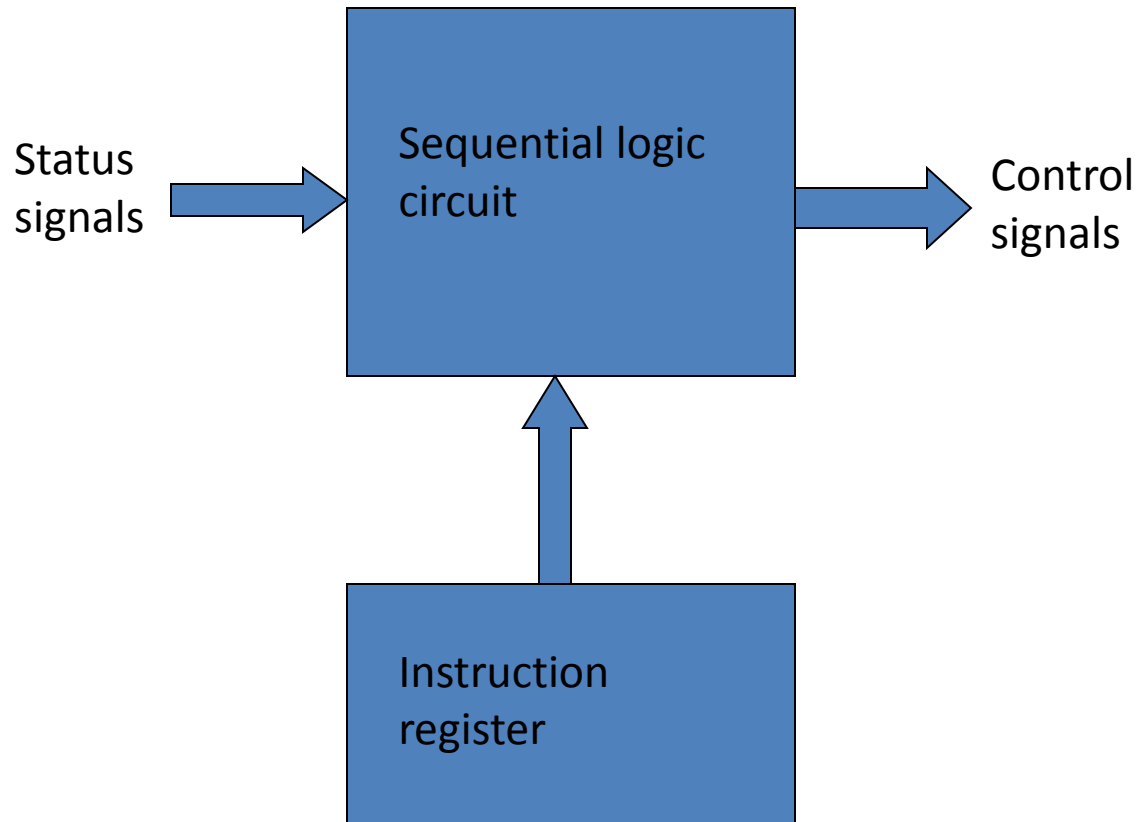 Status
signals
Sequential logic
circuit
Control
signals
Instruction
register